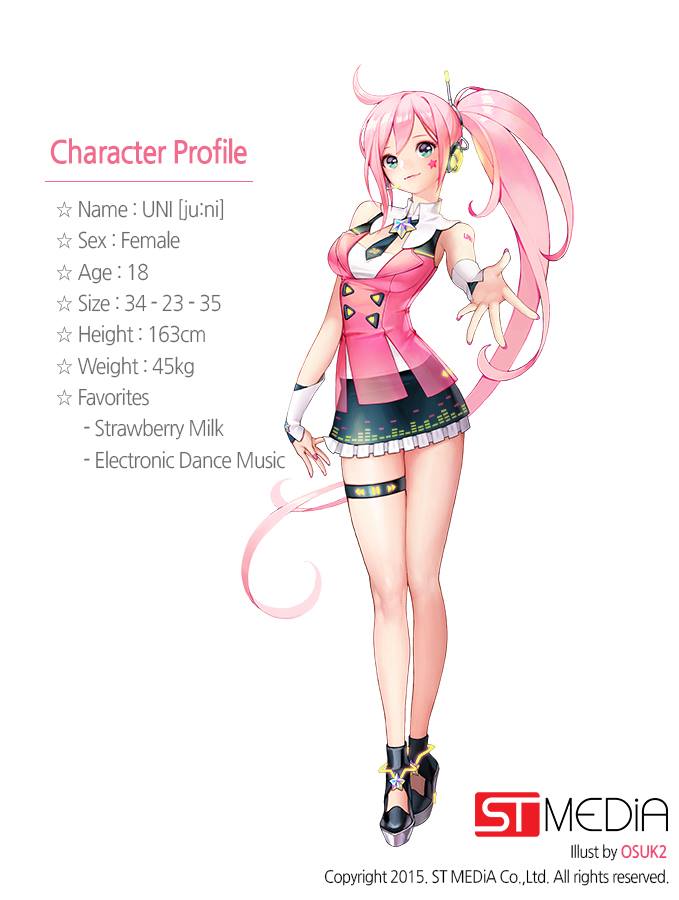 Character Profile
☆ Name : UNI [ju:ni]
☆ Sex : Female
☆ Age : 18
☆ Size : 34 - 23 - 35
☆ Height : 163cm
☆ Weight : 45kg
☆ Favorites
- Strawberry Milk
- Electronic Dance Music
UNI
ST MEDiA
Illust by OSUK2
Copyright 2015. ST MEDiA Co.,Ltd. All rights reserved.